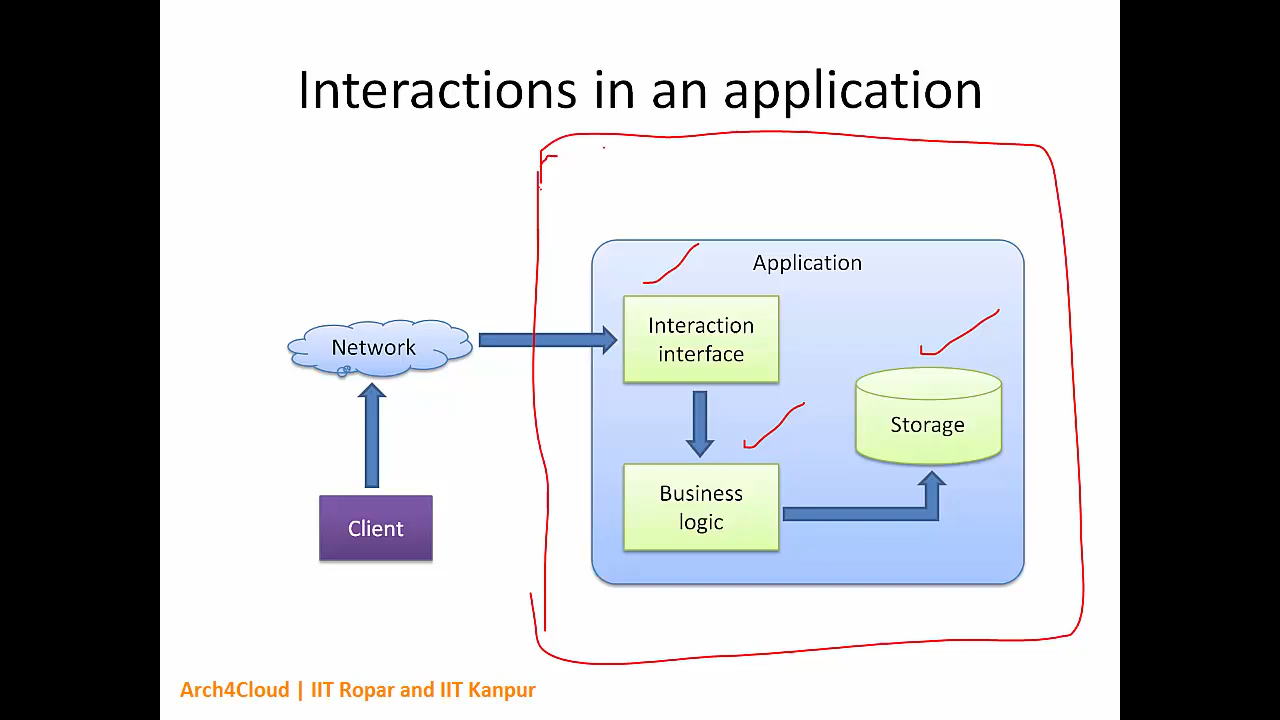 Interactions in an application
Application
Interaction
interface
Network
Storage
Business
logic
Client
Arch4Cloud | IIT Ropar and IIT Kanpur